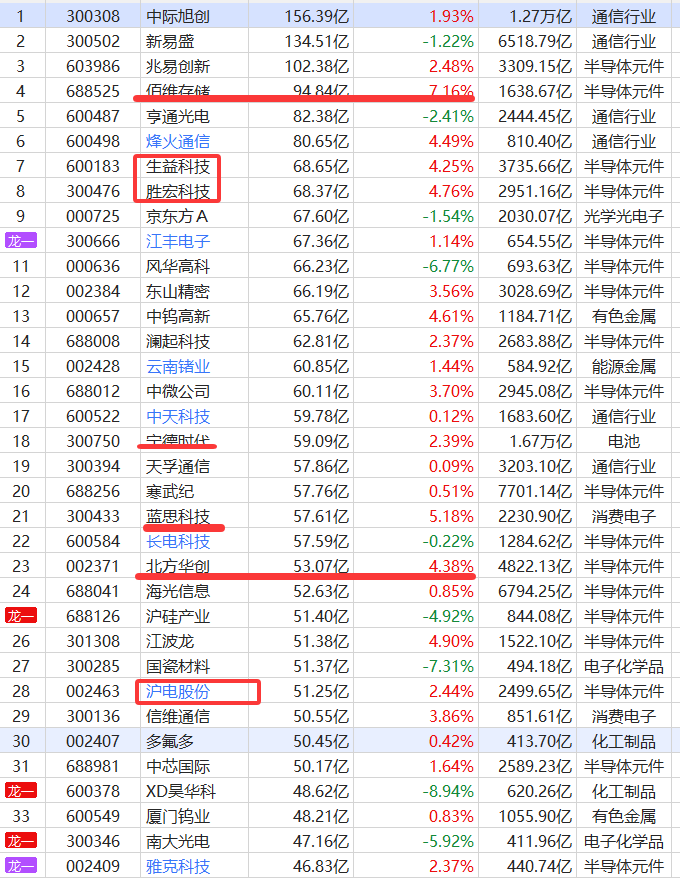 1 300308 中际旭创 156.39亿 1.93% 1.27万亿 通信行业
2 300502 新易盛 134.51亿 -1.22% 6518.79亿 通信行业
3 603986 兆易创新 102.38亿 2.48% 3309.15亿 半导体元件
4 688525 佰维存储 94.84亿 7.16% 1638.67亿 半导体元件
5 600487 亨通光电 82.38亿 -2.41% 2444.45亿 通信行业
6 600498 烽火通信 80.65亿 4.49% 810.40亿 通信行业
7 600183 生益科技 68.65亿 4.25% 3735.66亿 半导体元件
8 300476 胜宏科技 68.37亿 4.76% 2951.16亿 半导体元件
9 000725 京东方A 67.60亿 -1.54% 2030.07亿 光学光电子
龙一 300666 江丰电子 67.36亿 1.14% 654.55亿 半导体元件
11 000636 风华高科 66.23亿 -6.77% 693.63亿 半导体元件
12 002384 东山精密 66.19亿 3.56% 3028.69亿 半导体元件
13 000657 中钨高新 65.76亿 4.61% 1184.71亿 有色金属
14 688008 澜起科技 62.81亿 2.37% 2683.88亿 半导体元件
15 002428 云南锗业 60.85亿 1.44% 584.92亿 能源金属
16 688012 中微公司 60.11亿 3.70% 2945.08亿 半导体元件
17 600522 中天科技 59.78亿 0.12% 1683.60亿 通信行业
18 300750 宁德时代 59.09亿 2.39% 1.67万亿 电池
19 300394 天孚通信 57.86亿 0.09% 3203.10亿 通信行业
20 688256 寒武纪 57.76亿 0.51% 7701.14亿 半导体元件
21 300433 蓝思科技 57.61亿 5.18% 2230.90亿 消费电子
22 600584 长电科技 57.59亿 -0.22% 1284.62亿 半导体元件
23 002371 北方华创 53.07亿 4.38% 4822.13亿 半导体元件
24 688041 海光信息 52.63亿 0.85% 6794.25亿 半导体元件
龙一 688126 沪硅产业 51.40亿 -4.92% 844.08亿 半导体元件
26 301308 江波龙 51.38亿 4.90% 1522.10亿 半导体元件
27 300285 国瓷材料 51.37亿 -7.31% 494.18亿 电子化学品
28 002463 沪电股份 51.25亿 2.44% 2499.65亿 半导体元件
29 300136 信维通信 50.55亿 3.86% 851.61亿 消费电子
30 002407 多氟多 50.45亿 0.42% 413.70亿 化工制品
31 688981 中芯国际 50.17亿 1.64% 2589.23亿 半导体元件
龙一 600378 XD昊华科 48.62亿 -8.94% 620.26亿 化工制品
33 600549 厦门钨业 48.21亿 0.83% 1055.90亿 有色金属
龙一 300346 南大光电 47.16亿 -5.92% 411.96亿 电子化学品
龙一 002409 雅克科技 46.83亿 2.37% 440.74亿 半导体元件